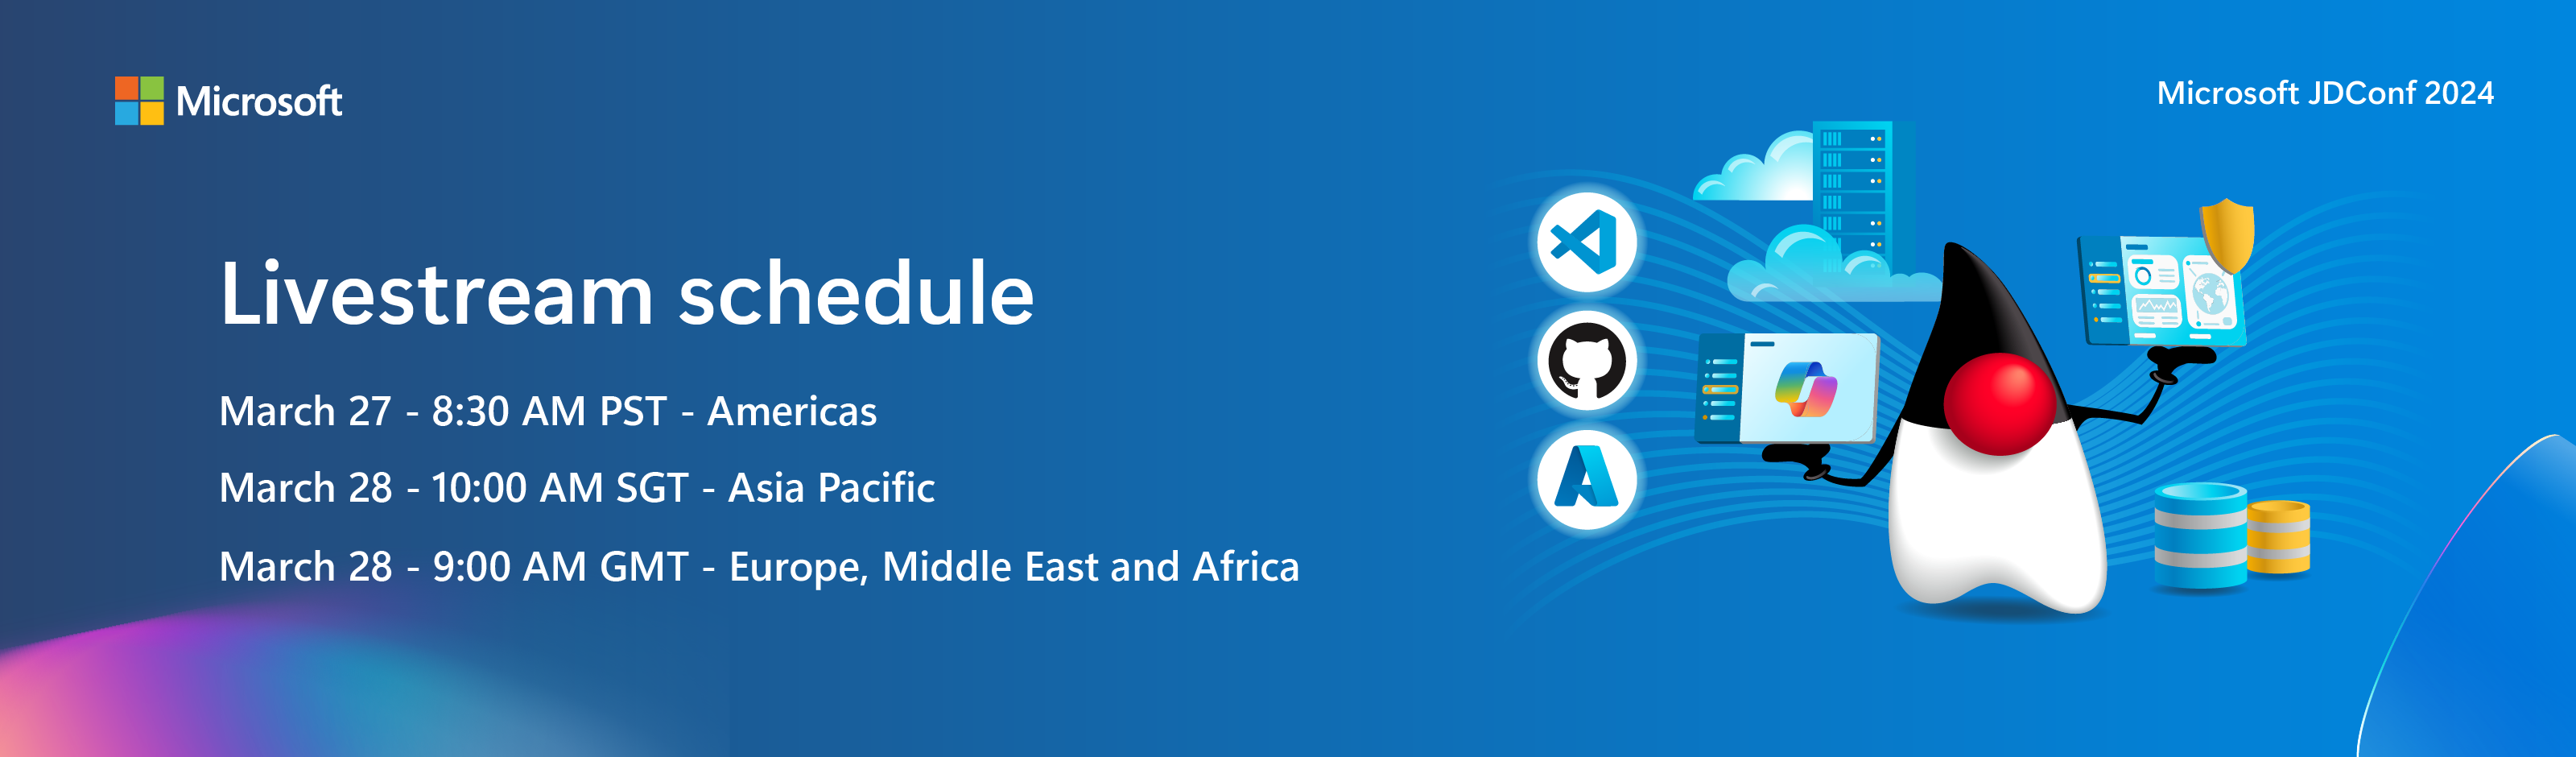 Microsoft
Microsoft JDConf 2024
Livestream schedule
March 27 - 8:30 AM PST - Americas
March 28 - 10:00 AM SGT - Asia Pacific
March 28 - 9:00 AM GMT - Europe, Middle East and Africa